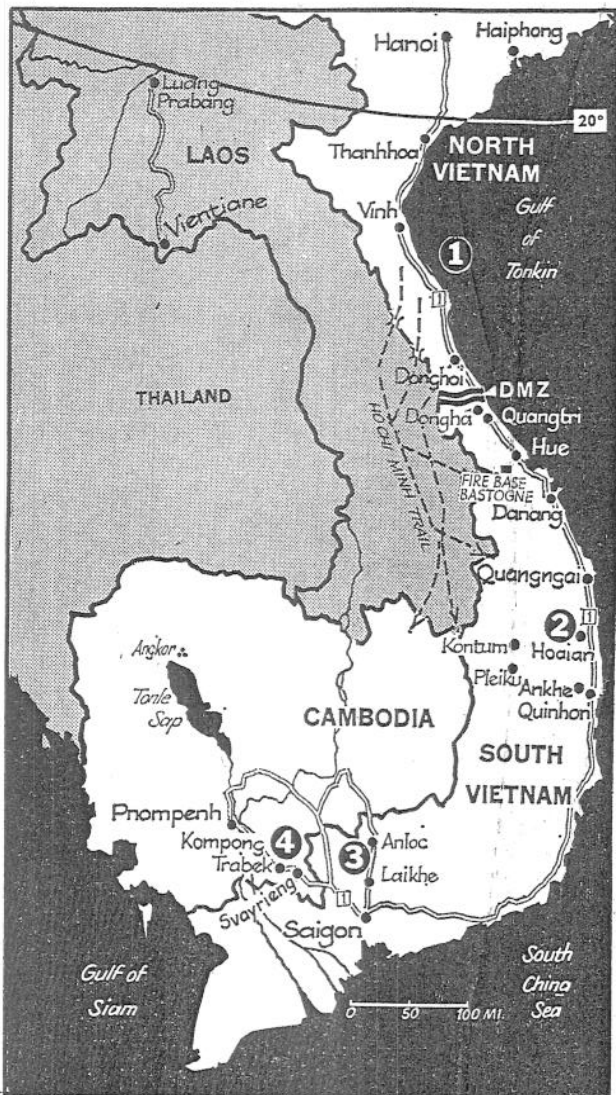 Hanoi
Haiphong
Luang
Prabang
20°
LAOS
Thanhhoa
NORTH
VIETNAM
Vientiane
Vinh
Gulf
of
Tonkin
1
1
THAILAND
Donghoi
DMZ
Dongha
Quangtri
Hue
HO CHI MINH TRAIL
FIRE BASE
BASTOGNE
Danang
Quangngai
1
2
Hoaian
Kontum
Pleiku
Ankhe
Quinhon
Angkor
Tonle
Sap
CAMBODIA
SOUTH
VIETNAM
Pnompenh
Kompong
Trabek
4
3
Anloc
Laikhe
Svayrieng
1
Saigon
Gulf of
Siam
South
China
Sea
0 50 100 MI.